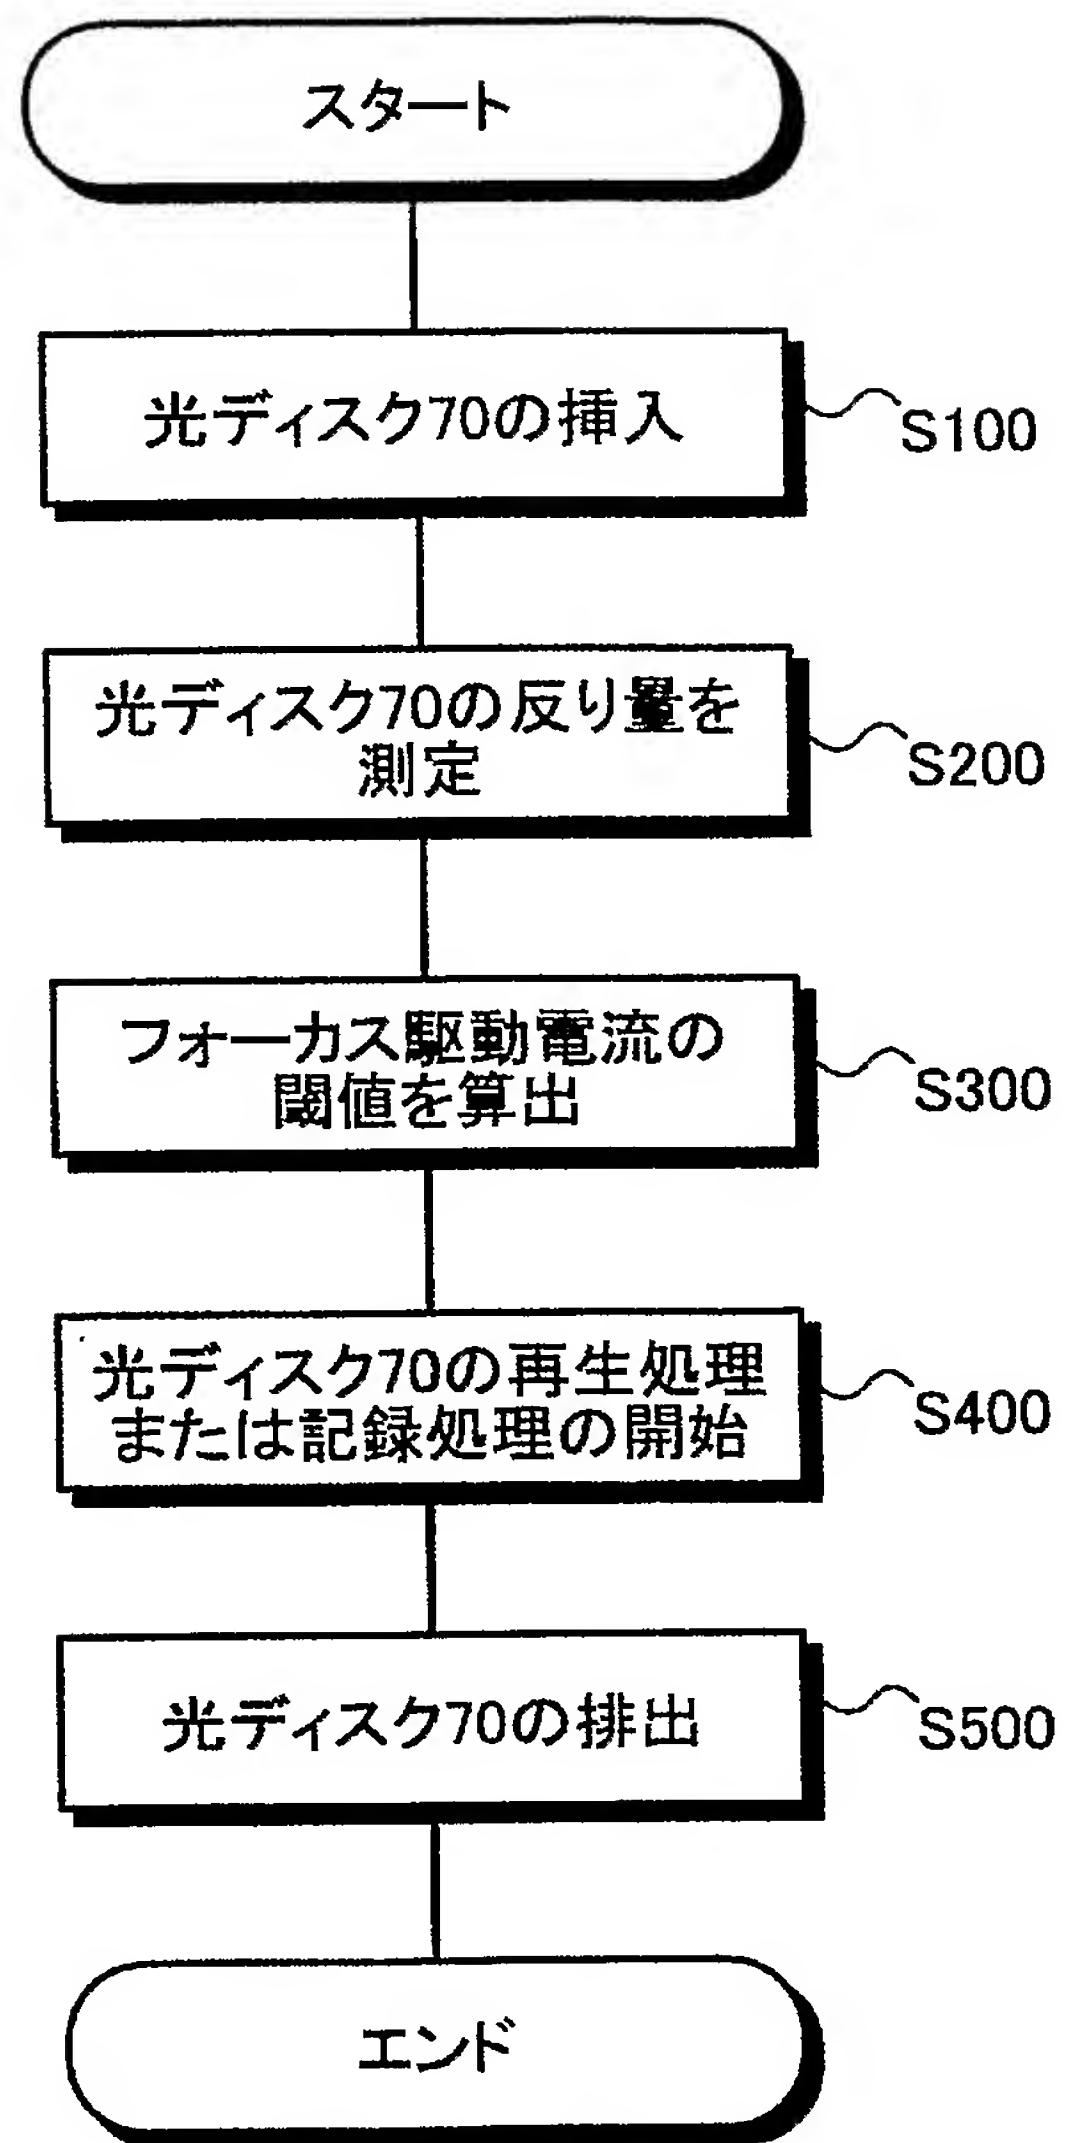 スタート
光ディスク70の挿入
S100
光ディスク70の反り量を
測定
S200
フォーカス駆動電流の
閾値を算出
S300
光ディスク70の再生処理
または記録処理の開始
S400
光ディスク70の排出
S500
エンド